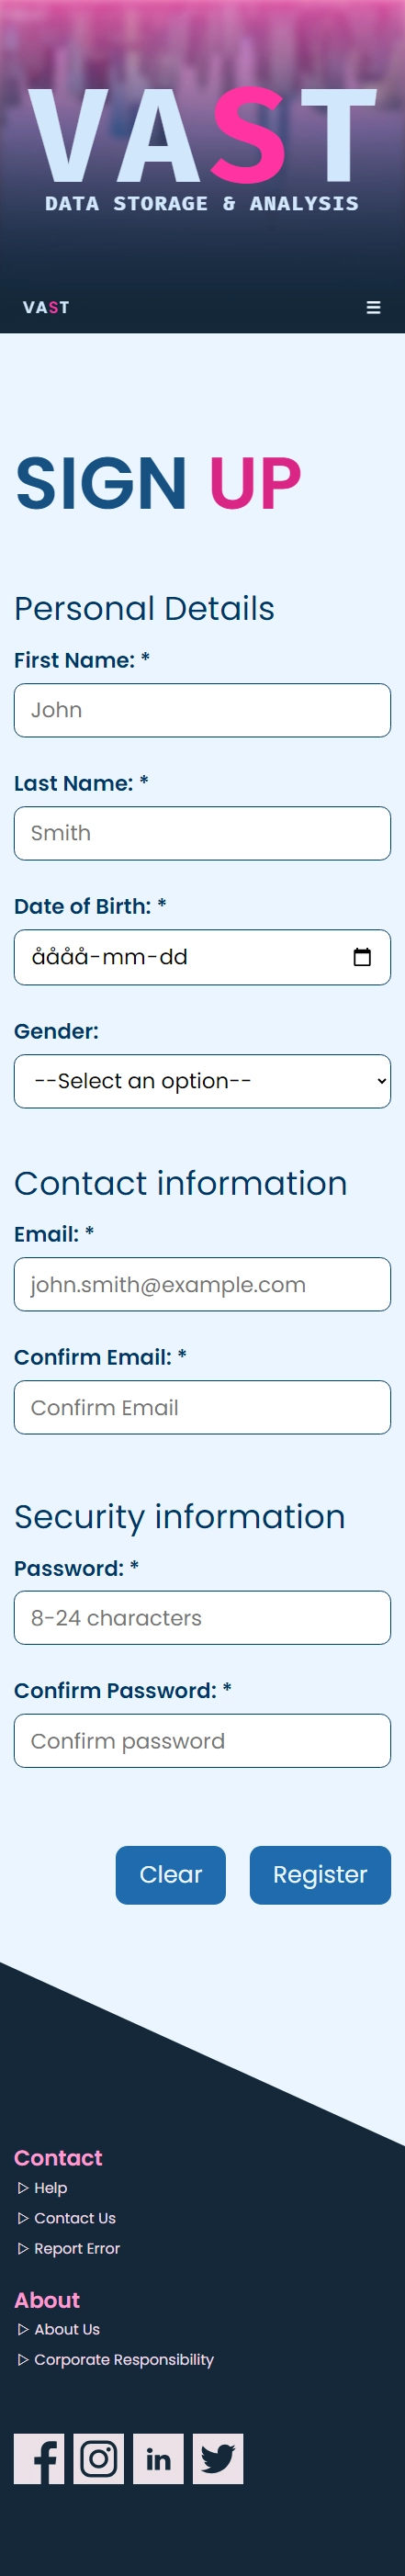 VAST
DATA STORAGE & ANALYSIS
VAST
SIGN UP
Personal Details
First Name: *
John
Last Name: *
Smith
Date of Birth: *
åååå-mm-dd
Gender:
--Select an option--
Contact information
Email: *
john.smith@example.com
Confirm Email: *
Confirm Email
Security information
Password: *
8-24 characters
Confirm Password: *
Confirm password
Clear Register
Contact
Help
Contact Us
Report Error
About
About Us
Corporate Responsibility
in